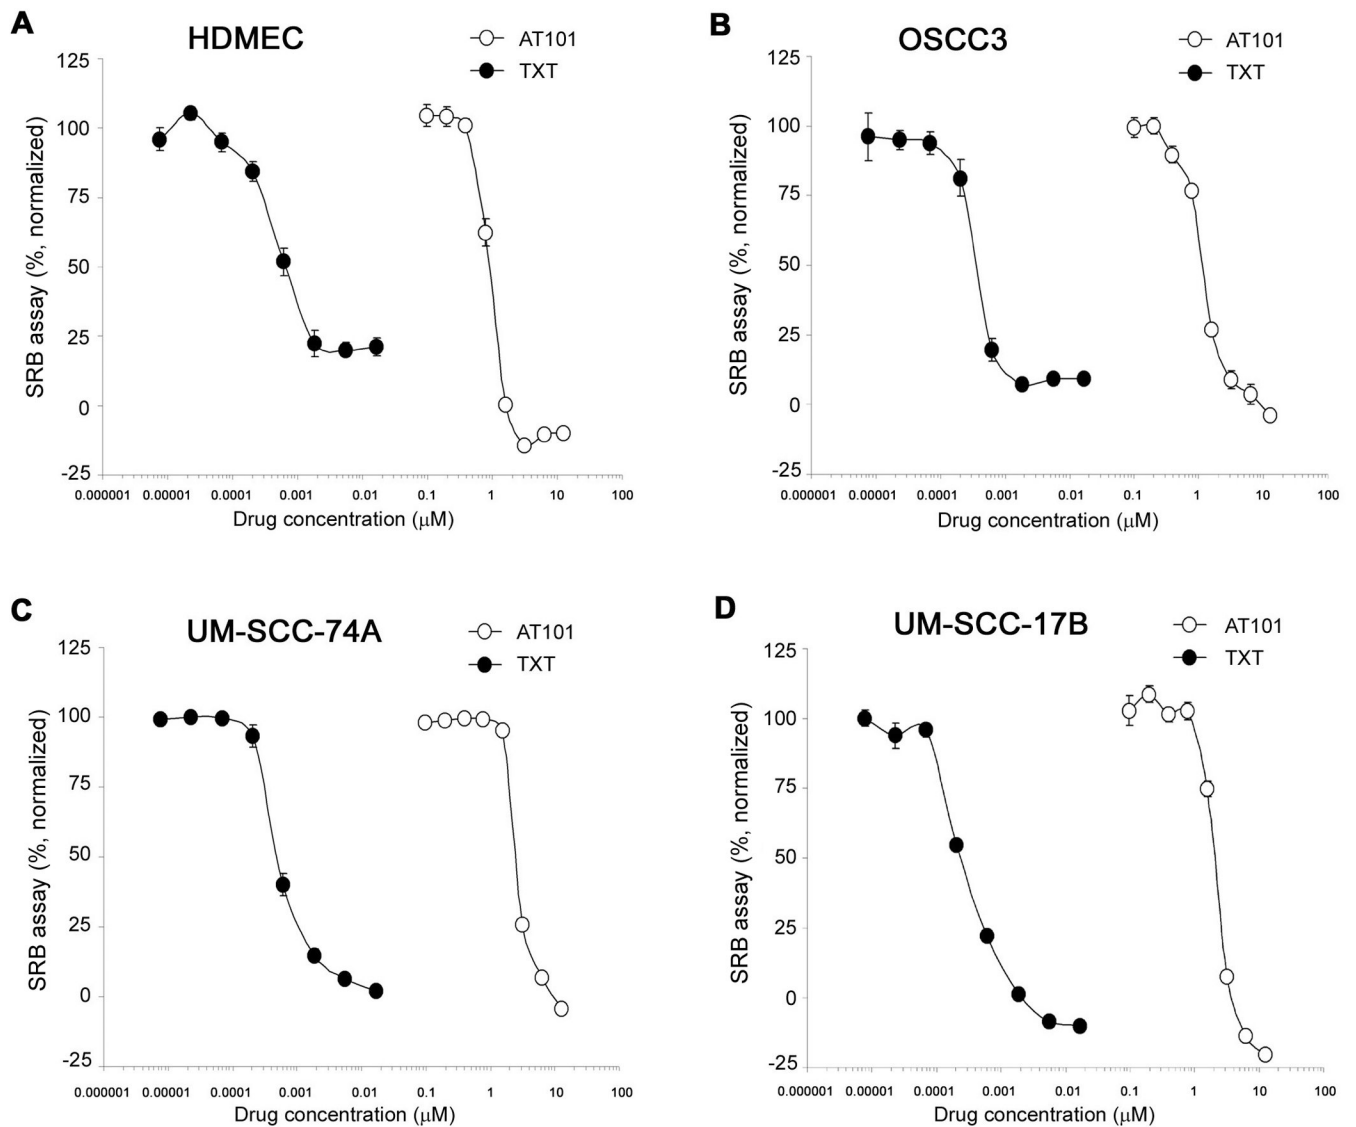 A
HDMEC
AT101
TXT
125
100
75
50
25
0
-25
SRB assay (%, normalized)
0.000001 0.00001 0.0001 0.001 0.01 0.1 1 10 100
Drug concentration (μM)
B
OSCC3
AT101
TXT
125
100
75
50
25
0
-25
SRB assay (%, normalized)
0.000001 0.00001 0.0001 0.001 0.01 0.1 1 10 100
Drug concentration (μM)
C
UM-SCC-74A
AT101
TXT
125
100
75
50
25
0
-25
SRB assay (%, normalized)
0.000001 0.00001 0.0001 0.001 0.01 0.1 1 10 100
Drug concentration (μM)
D
UM-SCC-17B
AT101
TXT
125
100
75
50
25
0
-25
SRB assay (%, normalized)
0.000001 0.00001 0.0001 0.001 0.01 0.1 1 10 100
Drug concentration (μM)